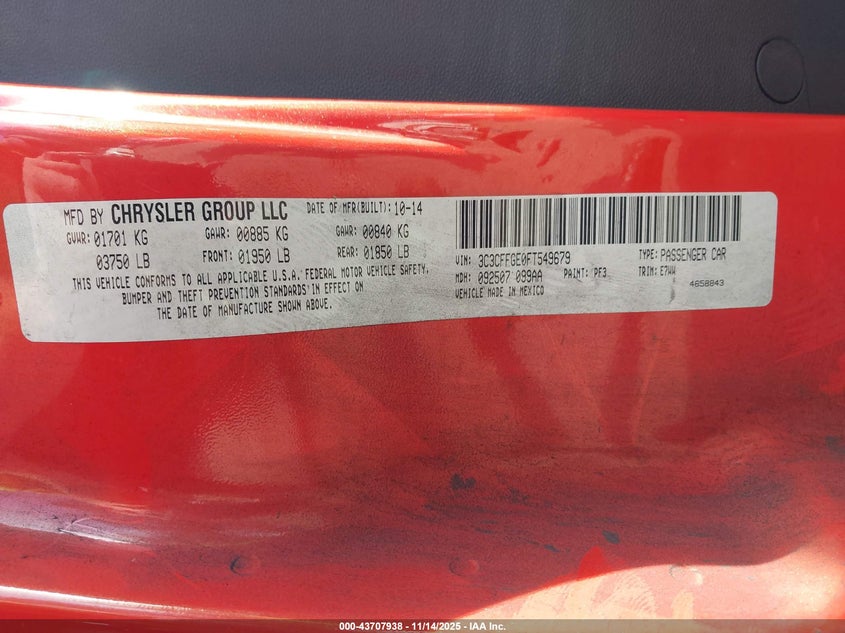 MFD BY CHRYSLER GROUP LLC DATE OF MFR(BUILT): 10-14
GVWR: 01701 KG GAWR: 00885 KG GAWR: 00840 KG
03750 LB FRONT: 01950 LB REAR: 01850 LB
THIS VEHICLE CONFORMS TO ALL APPLICABLE U.S.A. FEDERAL MOTOR VEHICLE SAFETY,
BUMPER AND THEFT PREVENTION STANDARDS IN EFFECT ON
THE DATE OF MANUFACTURE SHOWN ABOVE.
VIN: 3C3CFFGE0FT549679 TYPE: PASSENGER CAR
MDH: 092507 099AA PAINT: PF3 TRIM: E7WW
VEHICLE MADE IN MEXICO 4658843
000-43707938 - 11/14/2025 - IAA Inc.